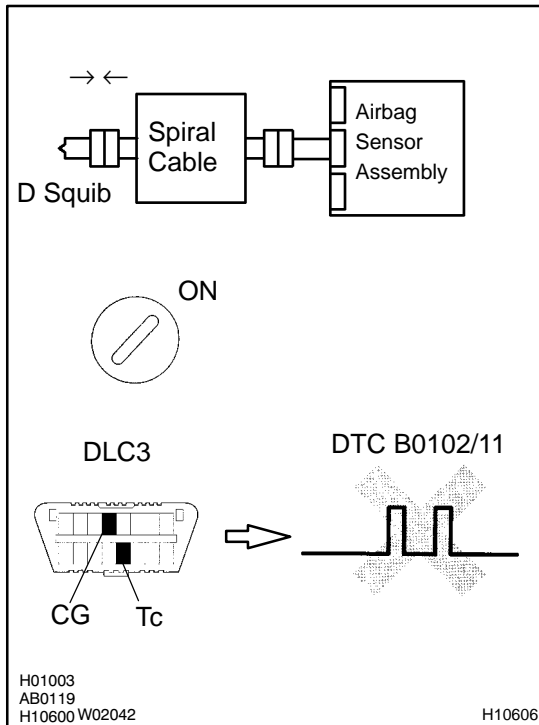 Airbag
Sensor
Assembly
Spiral
Cable
D Squib
ON
DLC3
DTC B0102/11
CG
Tc
H01003
AB0119
H10600 W02042
H10606